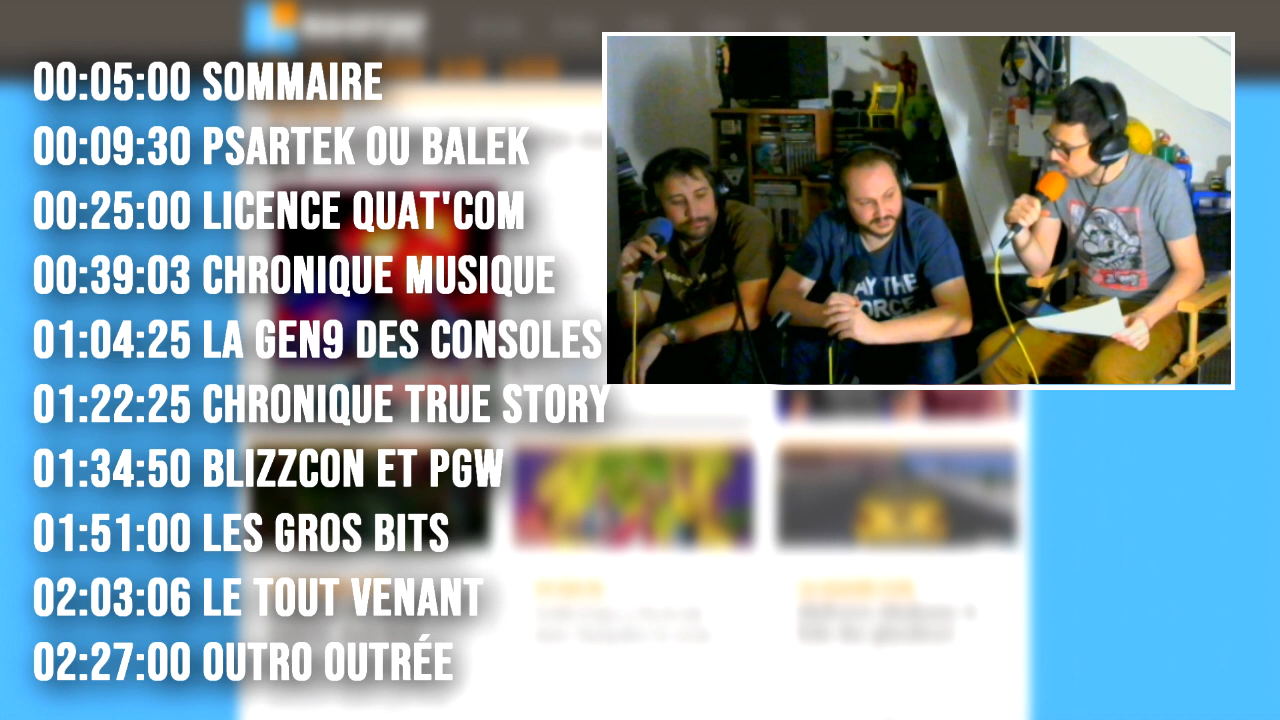 00:05:00 SOMMAIRE
00:09:30 PSARTEK OU BALEK
00:25:00 LICENCE QUAT'COM
00:39:03 CHRONIQUE MUSIQUE
01:04:25 LA GEN9 DES CONSOLES
01:22:25 CHRONIQUE TRUE STORY
01:34:50 BLIZZCON ET PGW
01:51:00 LES GROS BITS
02:03:06 LE TOUT VENANT
02:27:00 OUTRO OUTRÉE
THE